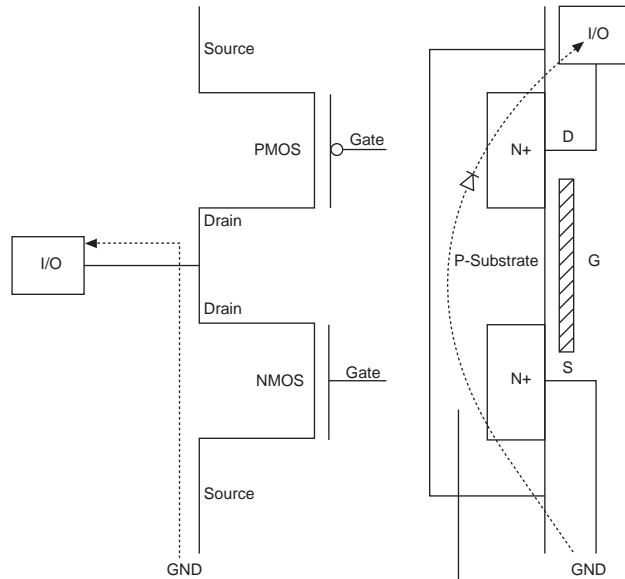 Source
PMOS
Gate
Drain
I/O
Drain
NMOS
Gate
Source
GND
I/O
D
N+
P-Substrate
G
S
N+
GND